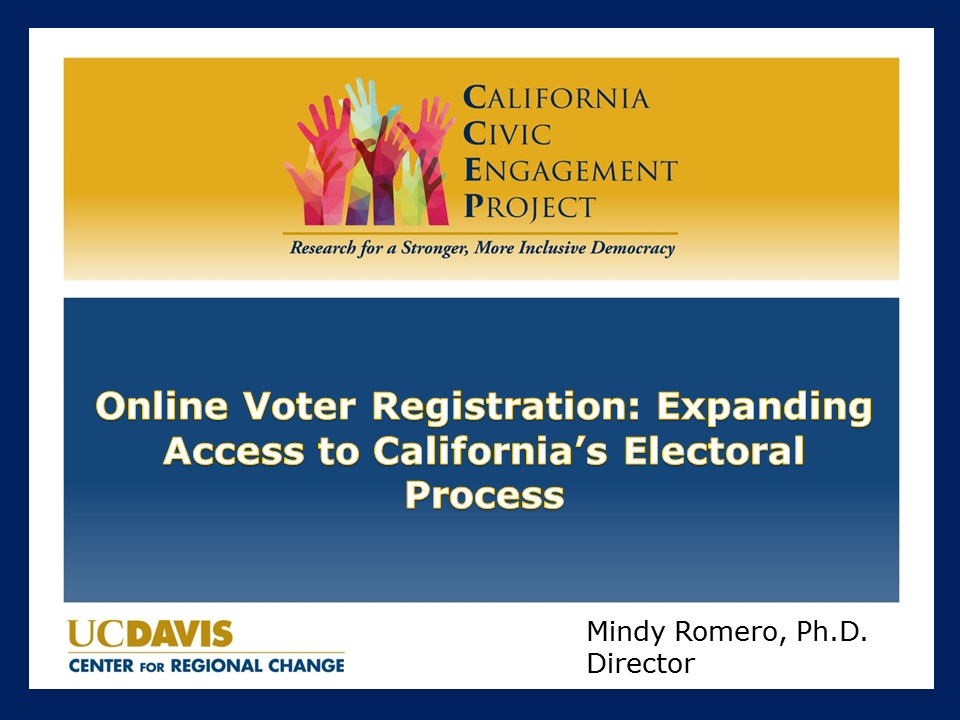 CALIFORNIA
CIVIC
ENGAGEMENT
PROJECT
Research for a Stronger, More Inclusive Democracy
Online Voter Registration: Expanding
Access to California’s Electoral
Process
UCDAVIS
CENTER FOR REGIONAL CHANGE
Mindy Romero, Ph.D.
Director